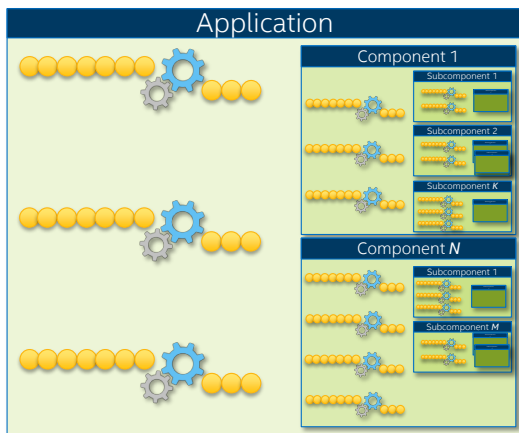 Application
Component 1
Subcomponent 1
Subcomponent 2
Subcomponent K
Component N
Subcomponent 1
Subcomponent M